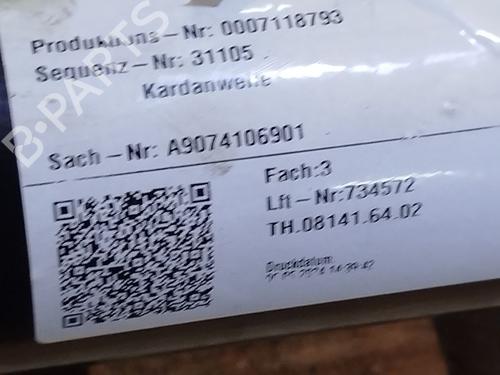 Produktions-Nr: 0007118793
Sequenz-Nr: 31105
Kardanwelle
Sach-Nr: A9074106901
Fach:3
Lft-Nr:734572
TH.08141.64.02
Druckdatum
B-PARTS